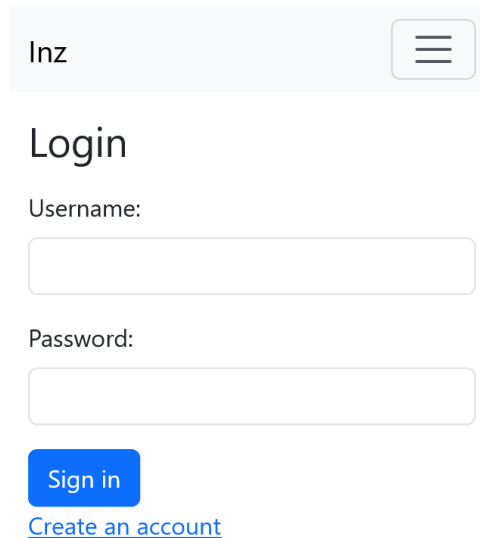 Inz
Login
Username:
Password:
Sign in
Create an account